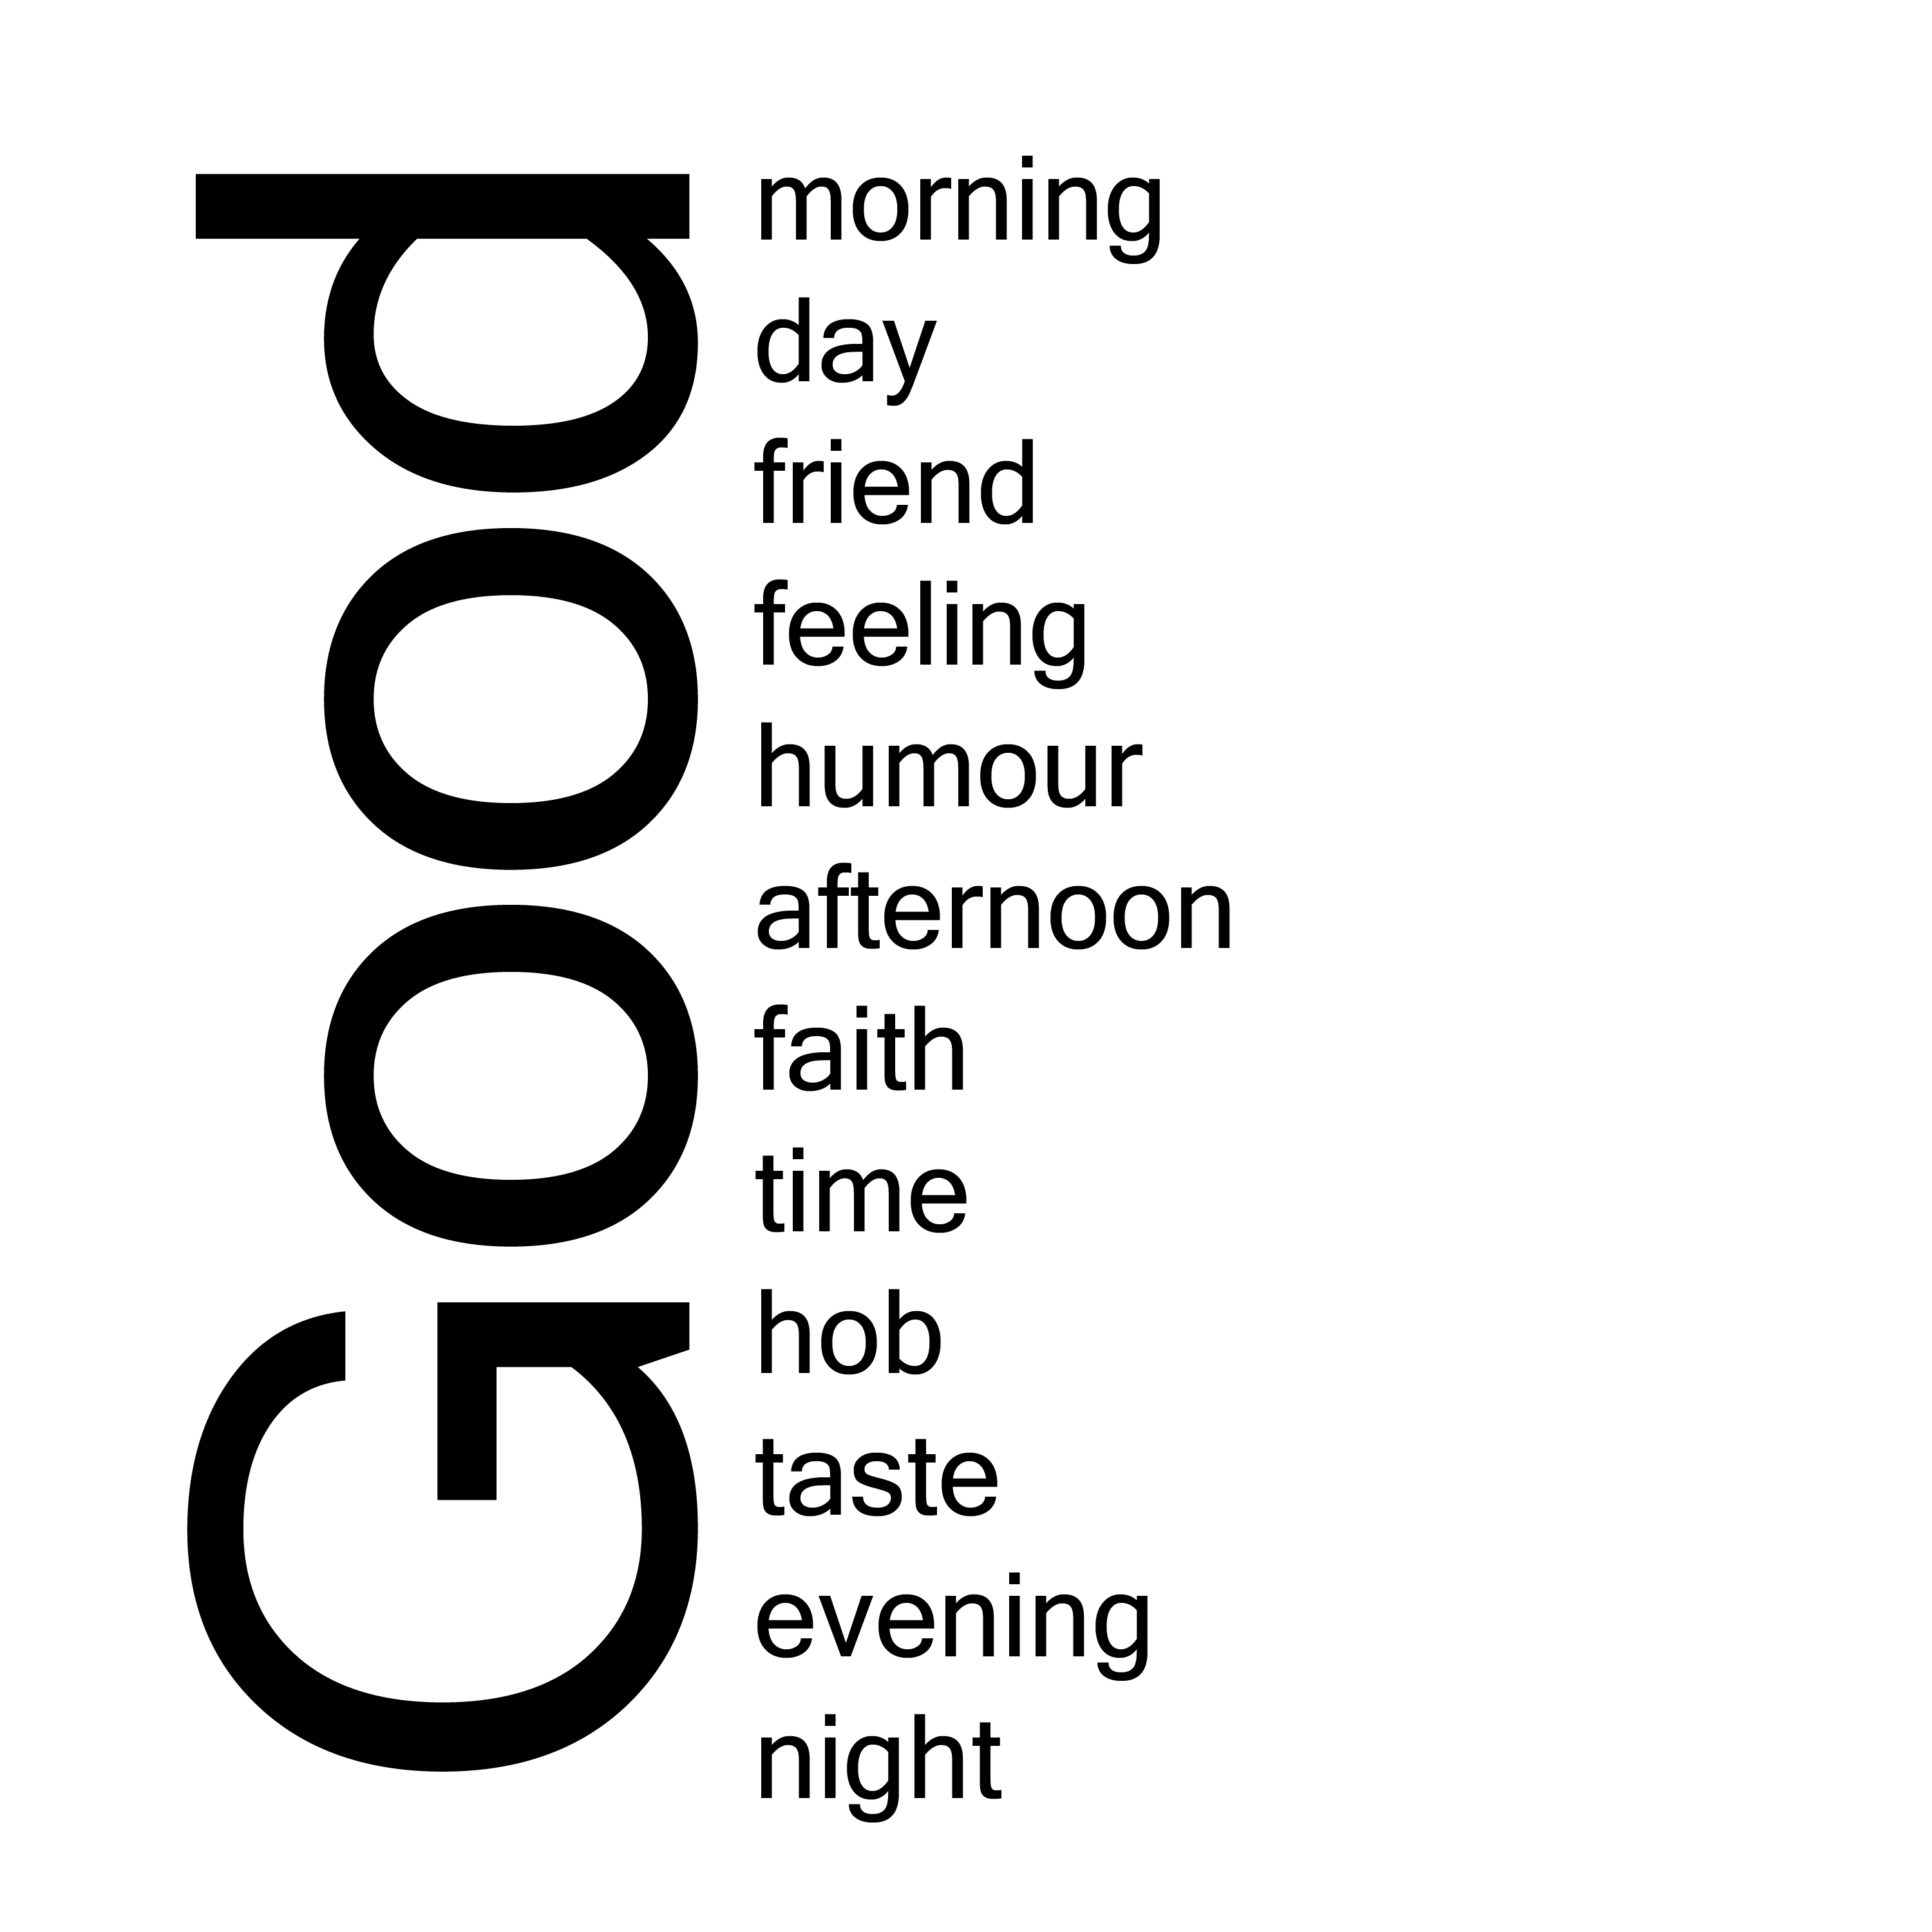 Good
morning
day
friend
feeling
humour
afternoon
faith
time
hob
taste
evening
night